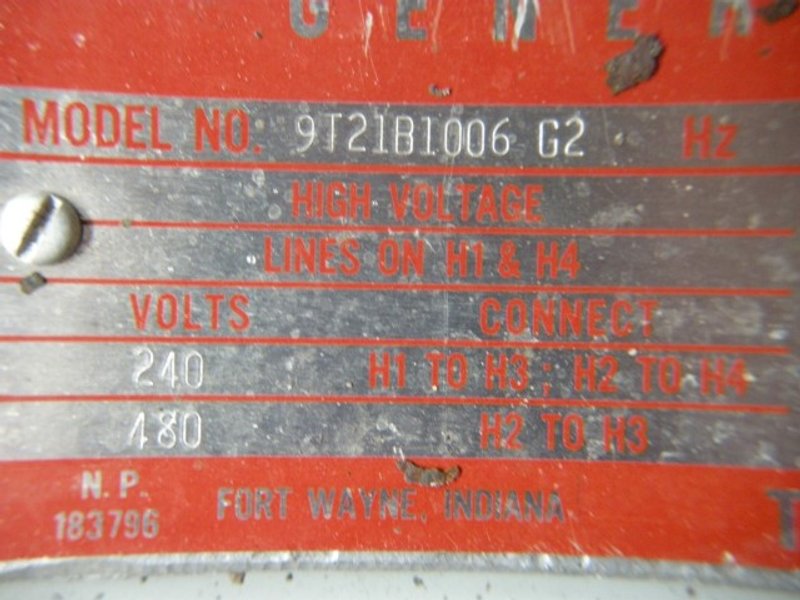 MODEL NO. 9T21B1006 G2 Hz
HIGH VOLTAGE
LINES ON H1 & H4
VOLTS CONNECT
240 H1 TO H3; H2 TO H4
480 H2 TO H3
N.P.
183796
FORT WAYNE, INDIANA